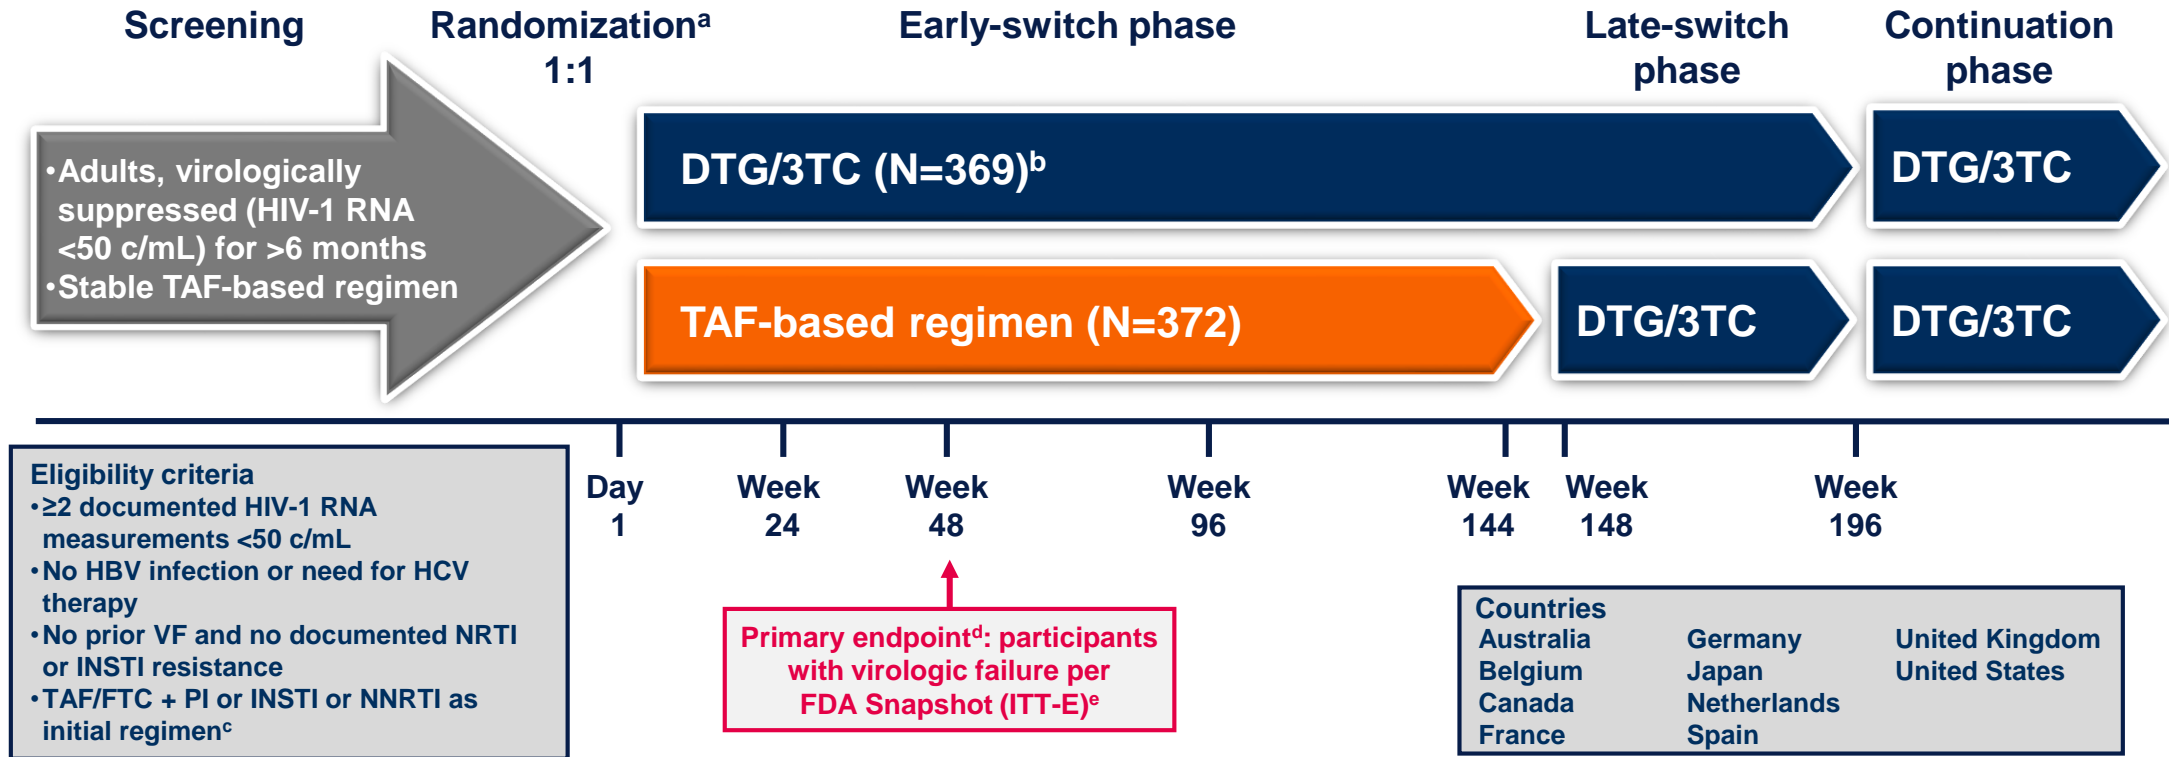 Screening
Randomizationᵃ
1:1
Early-switch phase
Late-switch
phase
Continuation
phase
•Adults, virologically
suppressed (HIV-1 RNA
<50 c/mL) for >6 months
•Stable TAF-based regimen
DTG/3TC (N=369)ᵇ
DTG/3TC
TAF-based regimen (N=372)
DTG/3TC
DTG/3TC
Day
1
Week
24
Week
48
Week
96
Week
144
Week
148
Week
196
Eligibility criteria
•≥2 documented HIV-1 RNA
measurements <50 c/mL
•No HBV infection or need for HCV
therapy
•No prior VF and no documented NRTI
or INSTI resistance
•TAF/FTC + PI or INSTI or NNRTI as
initial regimenᶜ
Primary endpointᵈ: participants
with virologic failure per
FDA Snapshot (ITT-E)ᵉ
Countries
Australia
Belgium
Canada
France
Germany
Japan
Netherlands
Spain
United Kingdom
United States